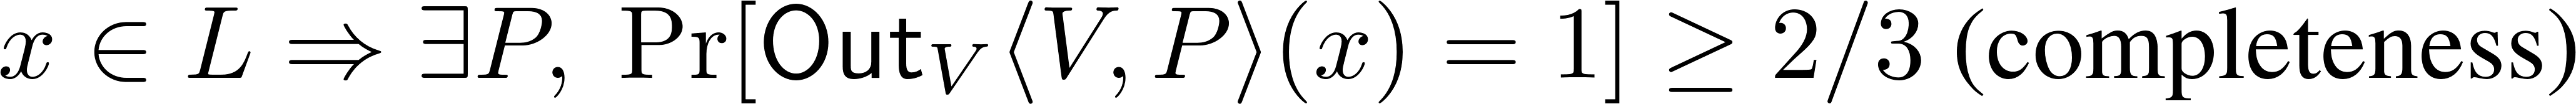 x ∈ L ⇒ ∃P, Pr[Out_V⟨V, P⟩(x) = 1] ≥ 2/3 (completeness)